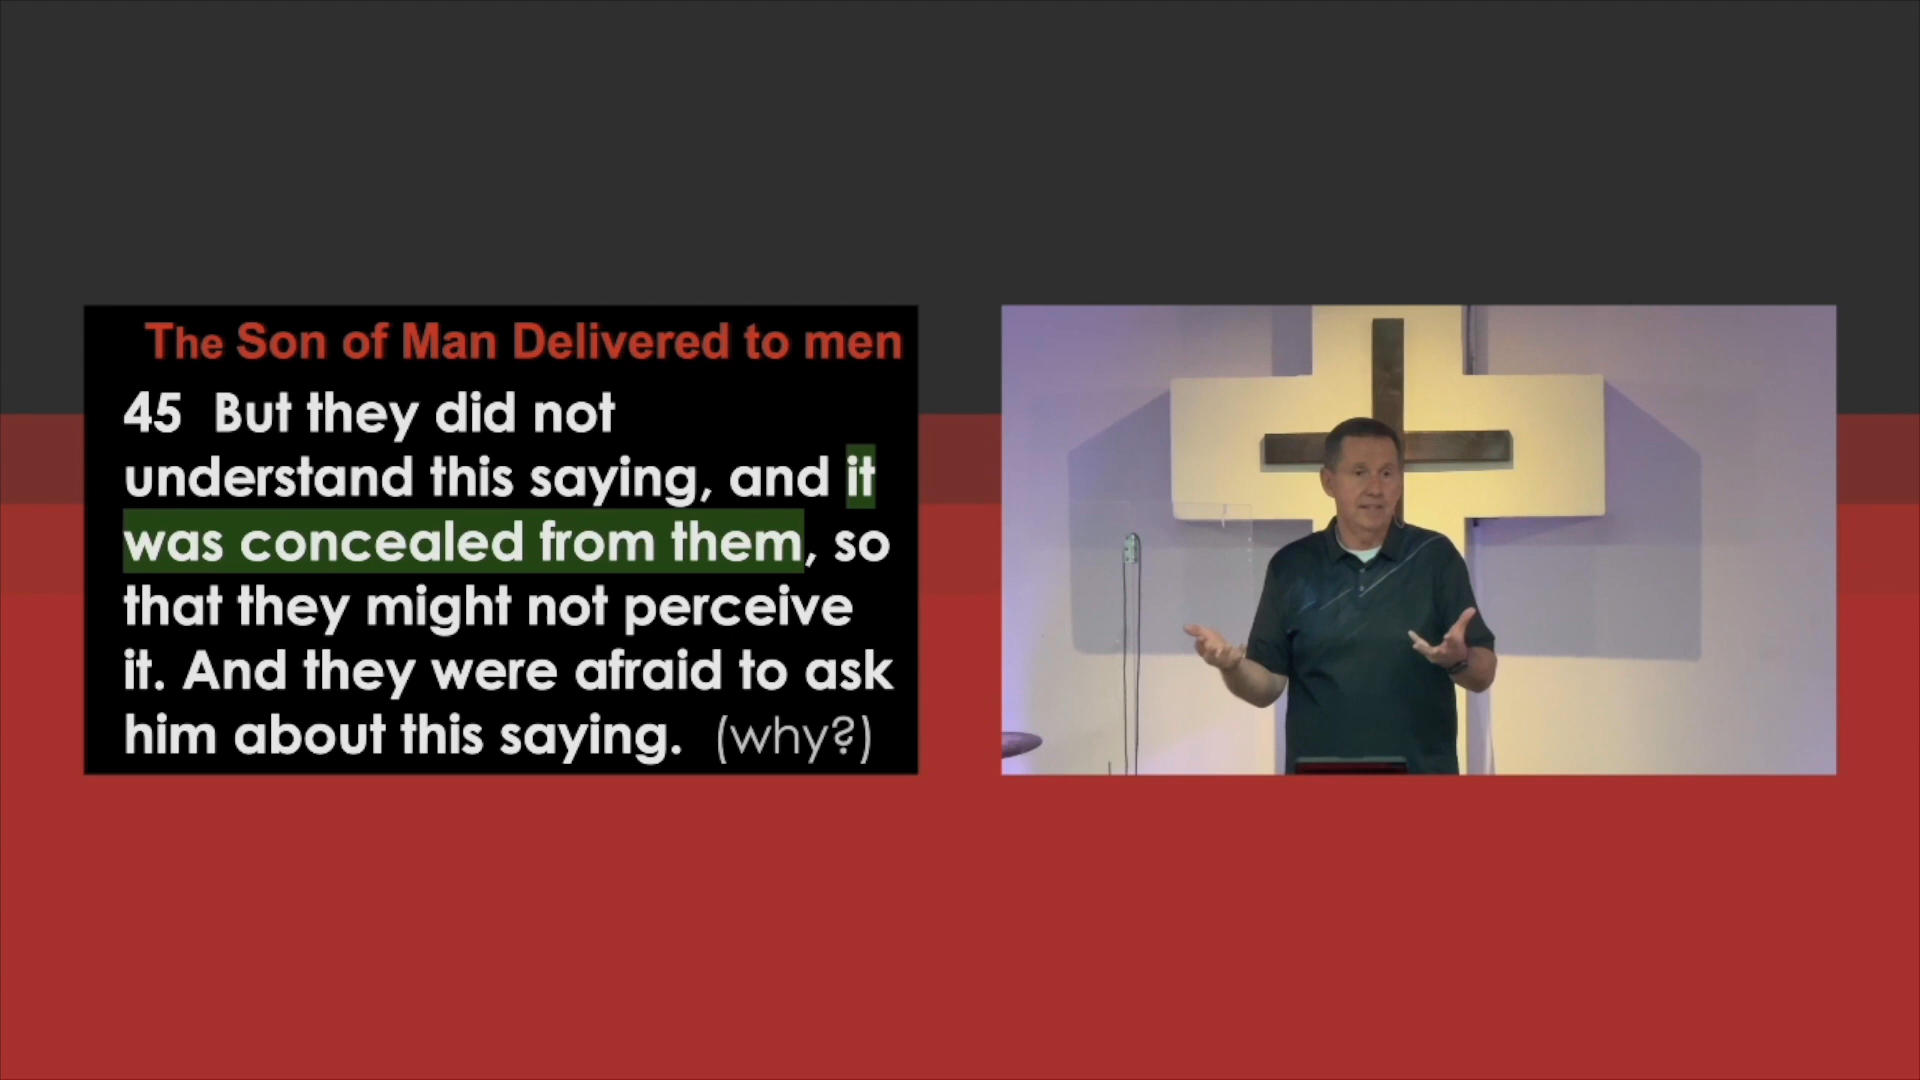 The Son of Man Delivered to men
45 But they did not
understand this saying, and it
was concealed from them, so
that they might not perceive
it. And they were afraid to ask
him about this saying. (why?)